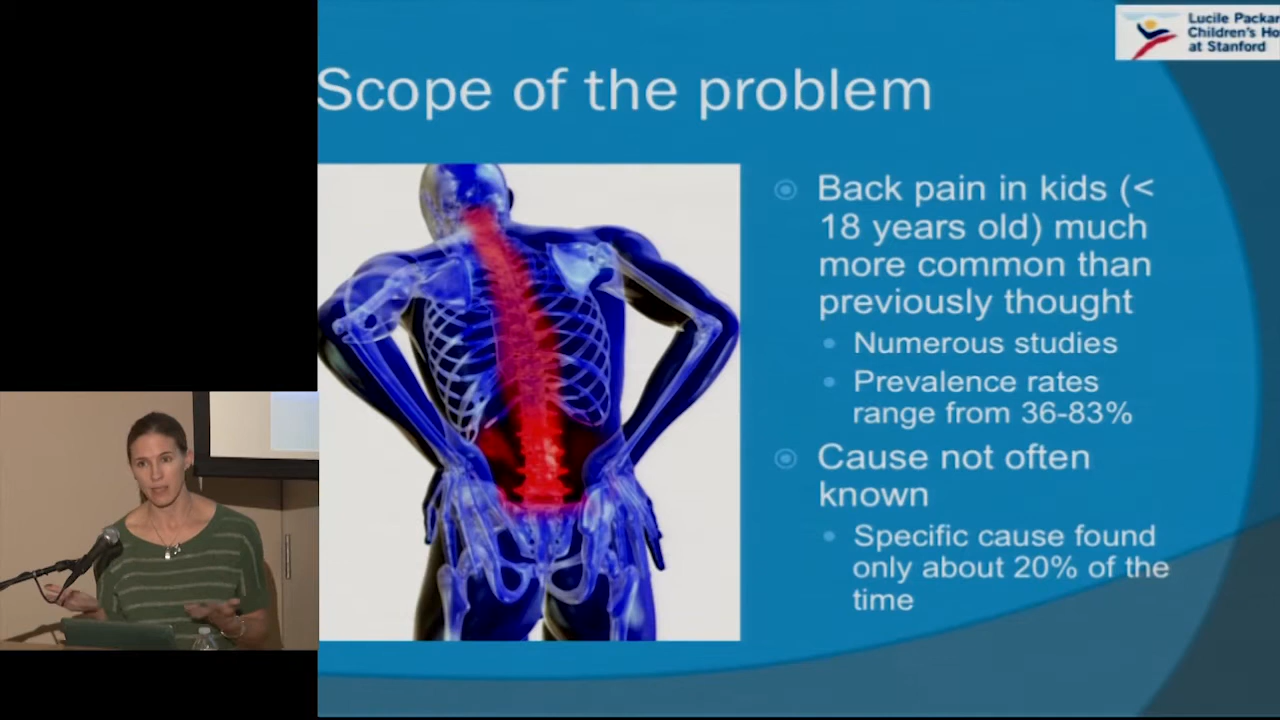 Lucile Packar
Children's Ho
at Stanford
Scope of the problem
Back pain in kids (<
18 years old) much
more common than
previously thought
Numerous studies
Prevalence rates
range from 36-83%
Cause not often
known
Specific cause found
only about 20% of the
time